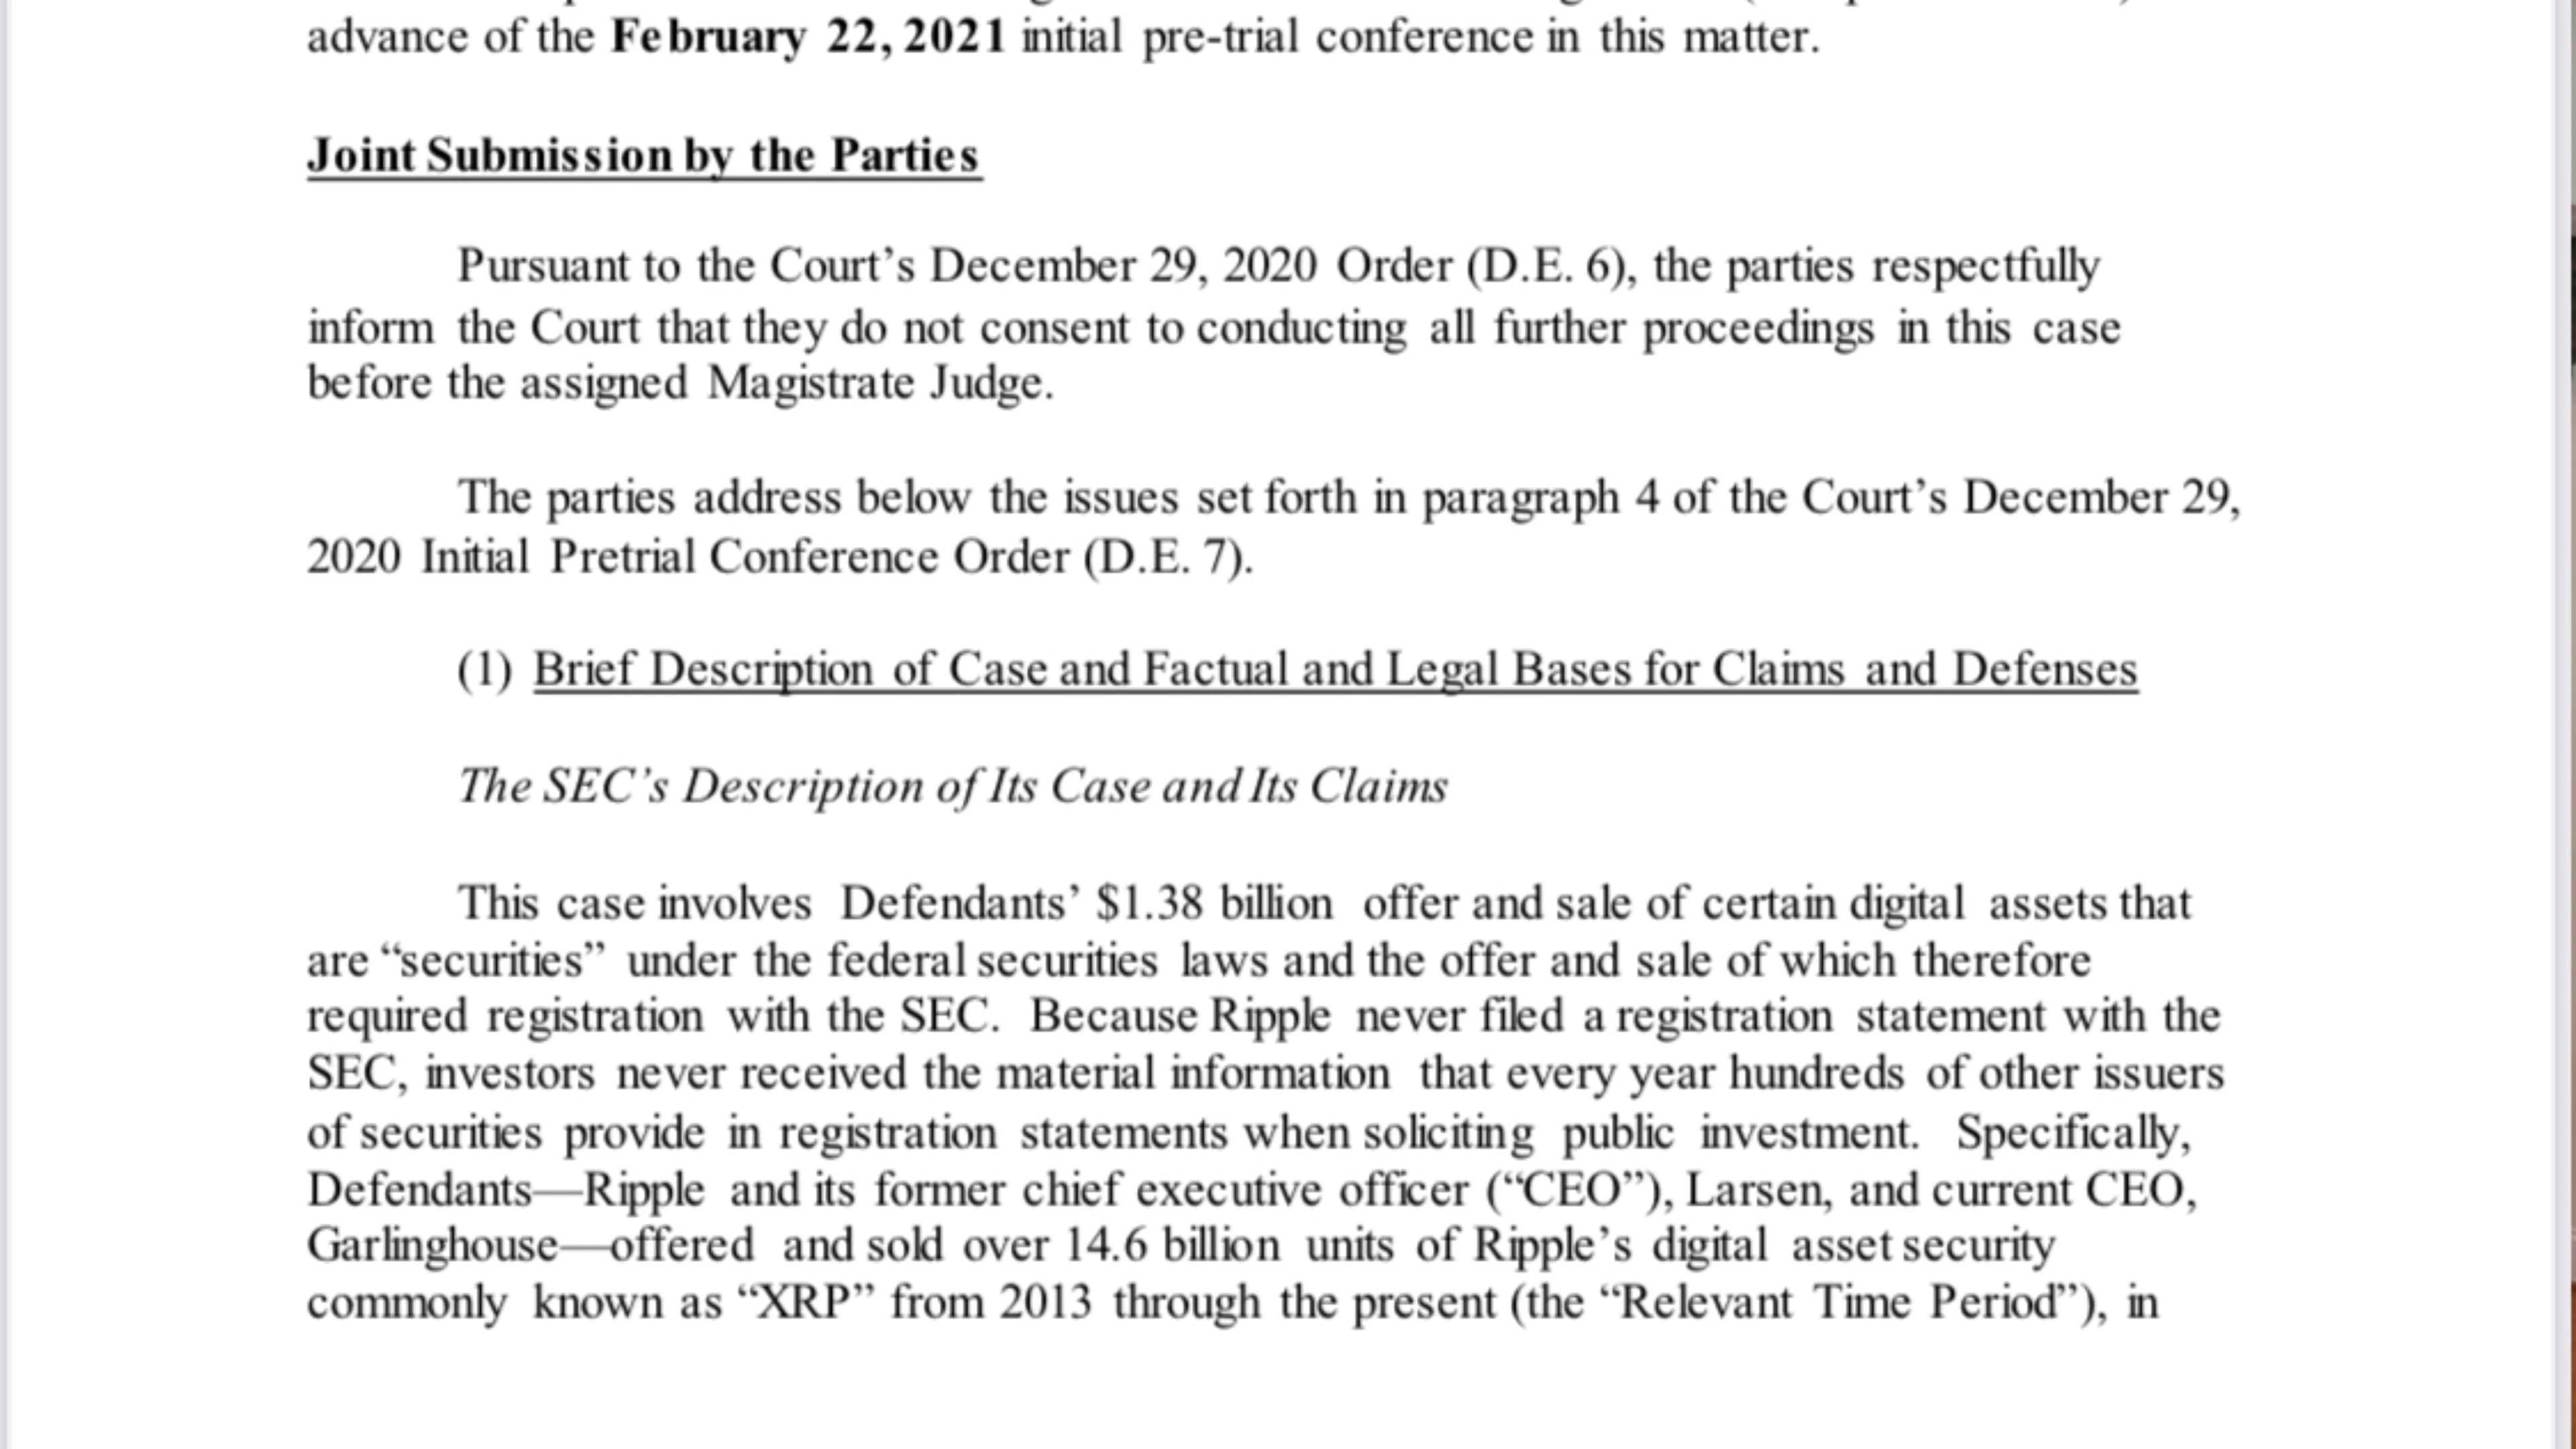 advance of the February 22, 2021 initial pre-trial conference in this matter.
Joint Submission by the Parties
Pursuant to the Court’s December 29, 2020 Order (D.E. 6), the parties respectfully
inform the Court that they do not consent to conducting all further proceedings in this case
before the assigned Magistrate Judge.
The parties address below the issues set forth in paragraph 4 of the Court’s December 29,
2020 Initial Pretrial Conference Order (D.E. 7).
(1) Brief Description of Case and Factual and Legal Bases for Claims and Defenses
The SEC’s Description of Its Case and Its Claims
This case involves Defendants’ $1.38 billion offer and sale of certain digital assets that
are “securities” under the federal securities laws and the offer and sale of which therefore
required registration with the SEC. Because Ripple never filed a registration statement with the
SEC, investors never received the material information that every year hundreds of other issuers
of securities provide in registration statements when soliciting public investment. Specifically,
Defendants—Ripple and its former chief executive officer (“CEO”), Larsen, and current CEO,
Garlinghouse—offered and sold over 14.6 billion units of Ripple’s digital asset security
commonly known as “XRP” from 2013 through the present (the “Relevant Time Period”), in